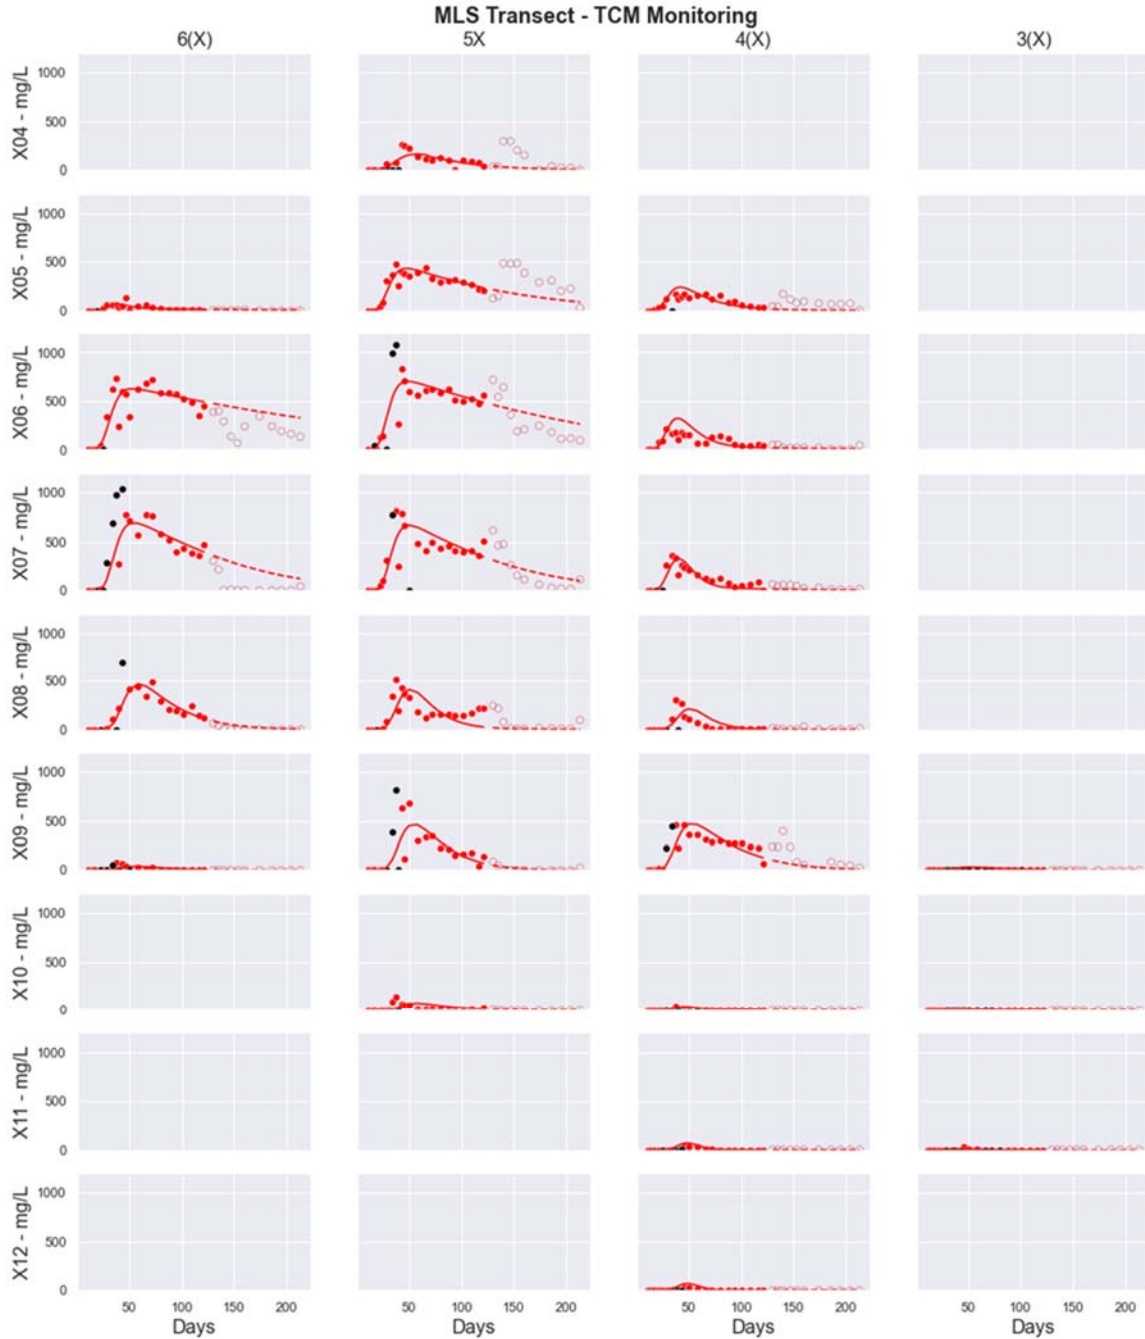 MLS Transect - TCM Monitoring
6(X) 5X 4(X) 3(X)
X04 - mg/L
1000
500
0
X05 - mg/L
1000
500
0
X06 - mg/L
1000
500
0
X07 - mg/L
1000
500
0
X08 - mg/L
1000
500
0
X09 - mg/L
1000
500
0
X10 - mg/L
1000
500
0
X11 - mg/L
1000
500
0
X12 - mg/L
1000
500
0
50 100 150 200 50 100 150 200 50 100 150 200 50 100 150 200
Days Days Days Days